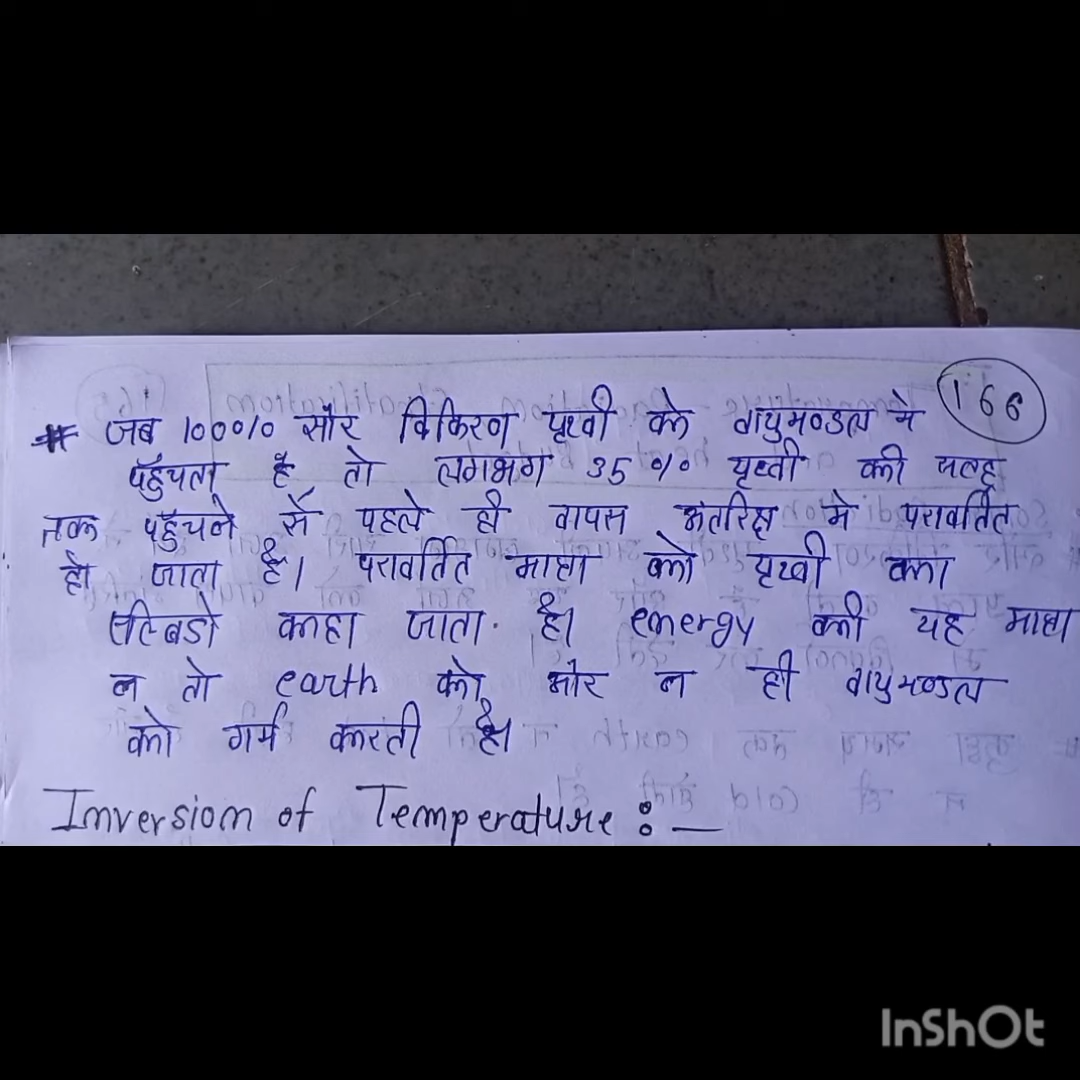 166
# जब 100% सौर विकिरण पृथ्वी के वायुमण्डल मे
पहुँचता है तो लगभग 35% पृथ्वी की सतह
तक पहुँचने से पहले ही वापस अंतरिक्ष मे परावर्तित
हो जाता है। परावर्तित मात्रा को पृथ्वी का
एल्बिडो कहा जाता है। energy की यह मात्रा
न तो earth को और न ही वायुमण्डल
को गर्म करती है।
Inversion of Temperature : —
InShOt